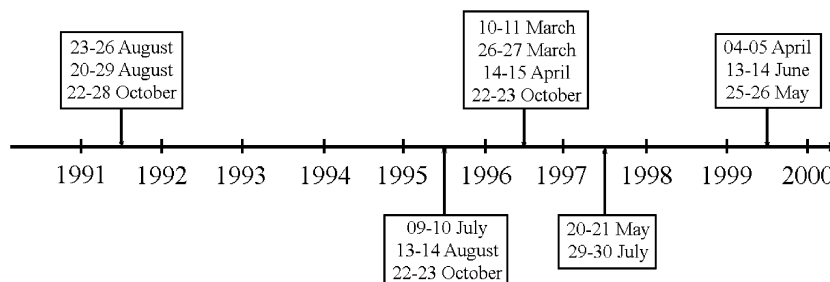 23-26 August
20-29 August
22-28 October
10-11 March
26-27 March
14-15 April
22-23 October
04-05 April
13-14 June
25-26 May
1991 1992 1993 1994 1995 1996 1997 1998 1999 2000
09-10 July
13-14 August
22-23 October
20-21 May
29-30 July